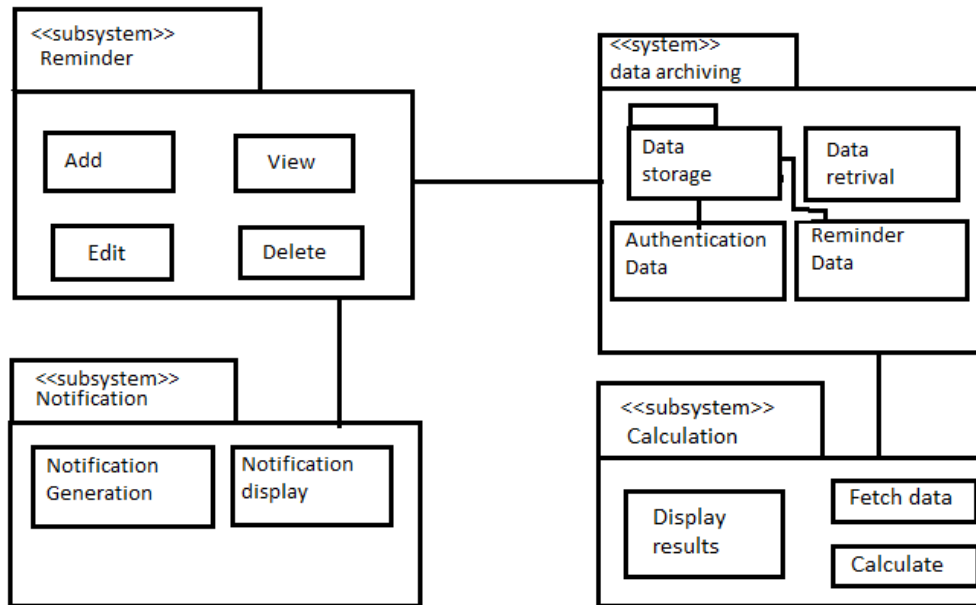 <<subsystem>>
Reminder
Add
View
Edit
Delete
<<system>>
data archiving
Data
storage
Data
retrival
Authentication
Data
Reminder
Data
<<subsystem>>
Notification
Notification
Generation
Notification
display
<<subsystem>>
Calculation
Display
results
Fetch data
Calculate